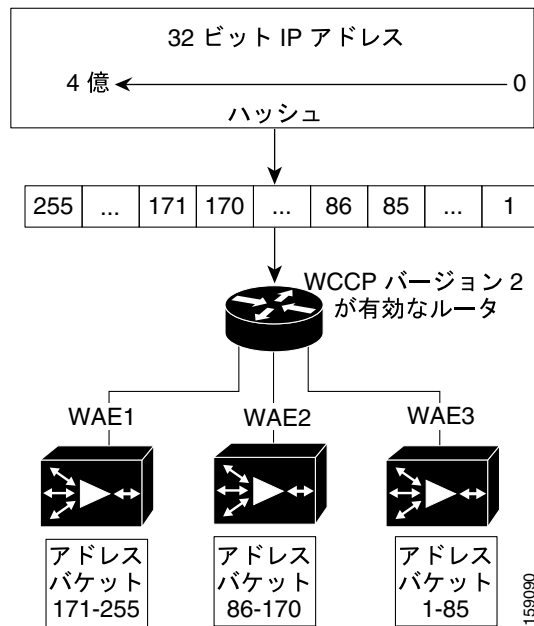 32 ビット IP アドレス
4 億 0
ハッシュ
255 ... 171 170 ... 86 85 ... 1
WCCP バージョン 2
が有効なルータ
WAE1 WAE2 WAE3
アドレス
バケット
171-255
アドレス
バケット
86-170
アドレス
バケット
1-85
159090